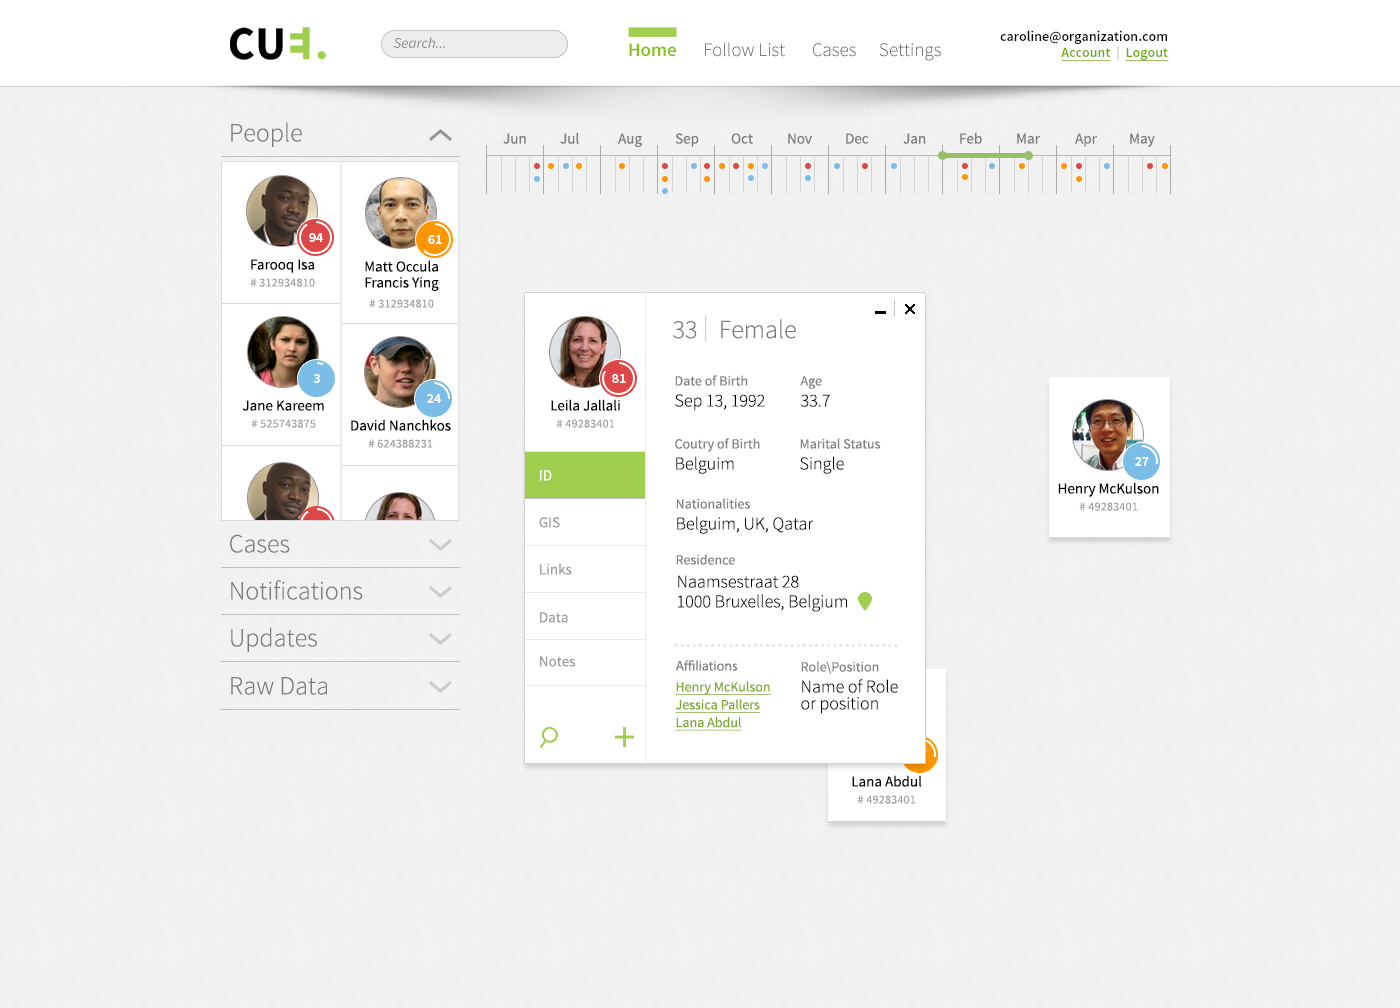 CUE.
Search...
Home
Follow List
Cases
Settings
caroline@organization.com
Account | Logout
People
Jun Jul Aug Sep Oct Nov Dec Jan Feb Mar Apr May
94
Farooq Isa
# 312934810
61
Matt Occula
Francis Ying
# 312934810
3
Jane Kareem
# 525743875
24
David Nanchkos
# 624388231
Cases
Notifications
Updates
Raw Data
81
Leila Jallali
# 49283401
ID
GIS
Links
Data
Notes
33 | Female
Date of Birth
Sep 13, 1992
Age
33.7
Coutry of Birth
Belguim
Marital Status
Single
Nationalities
Belguim, UK, Qatar
Residence
Naamsestraat 28
1000 Bruxelles, Belgium
Affiliations
Henry McKulson
Jessica Pallers
Lana Abdul
Role\Position
Name of Role
or position
27
Henry McKulson
# 49283401
Lana Abdul
# 49283401